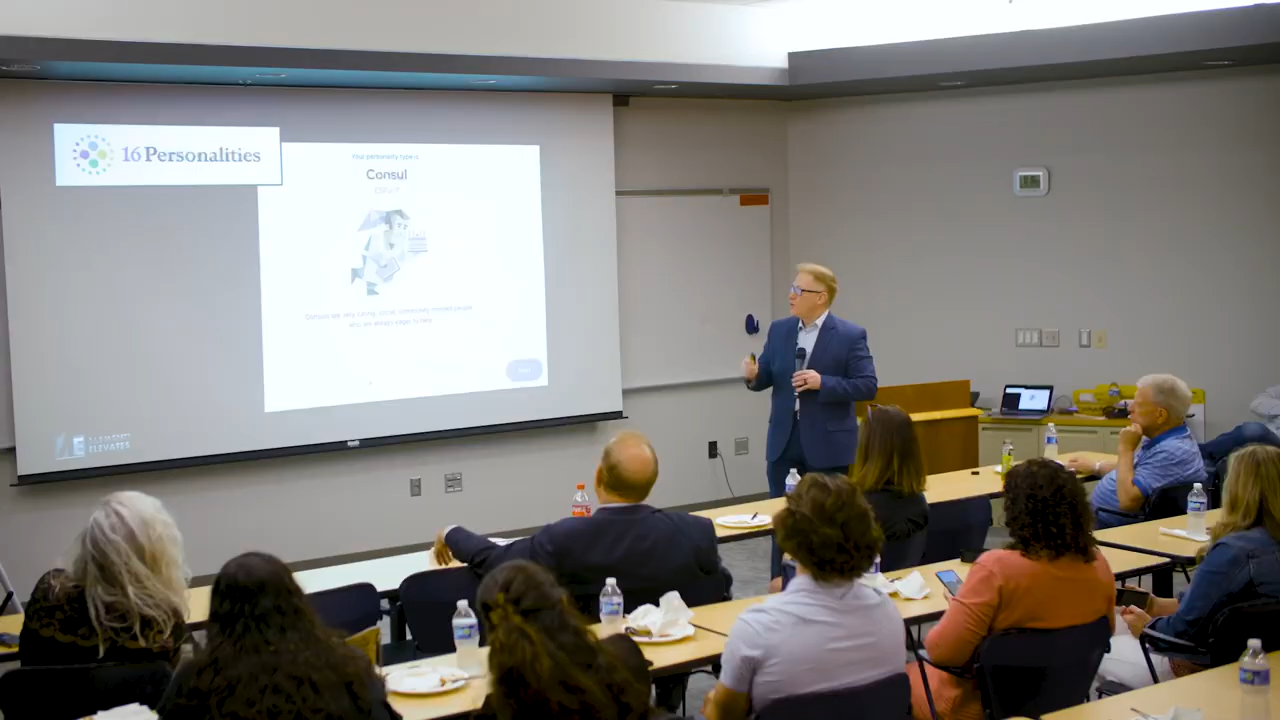 16Personalities
Your personality type is
Consul
Consuls are very caring, social, community-minded people
who are always eager to help.
ELEVATES